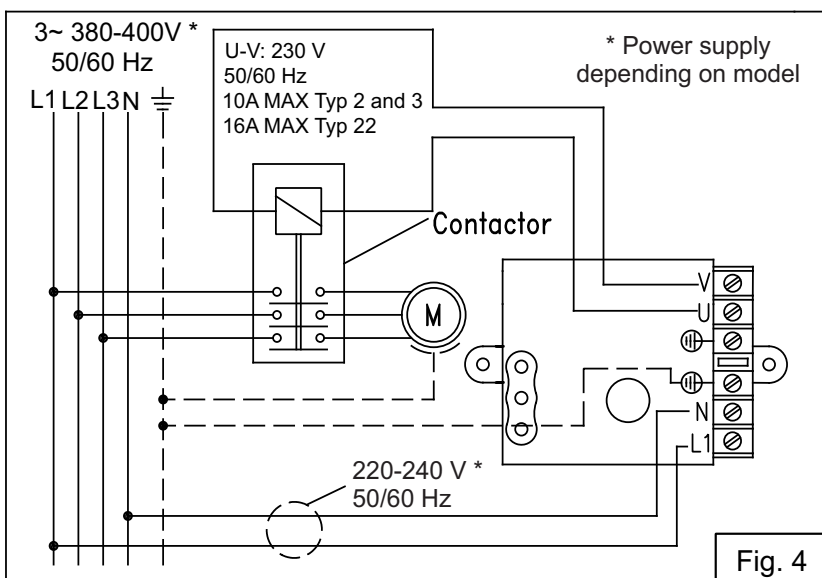 3~ 380-400V *
50/60 Hz
L1 L2 L3 N
U-V: 230 V
50/60 Hz
10A MAX Typ 2 and 3
16A MAX Typ 22
* Power supply
depending on model
Contactor
M
V
U
N
L1
220-240 V *
50/60 Hz
Fig. 4